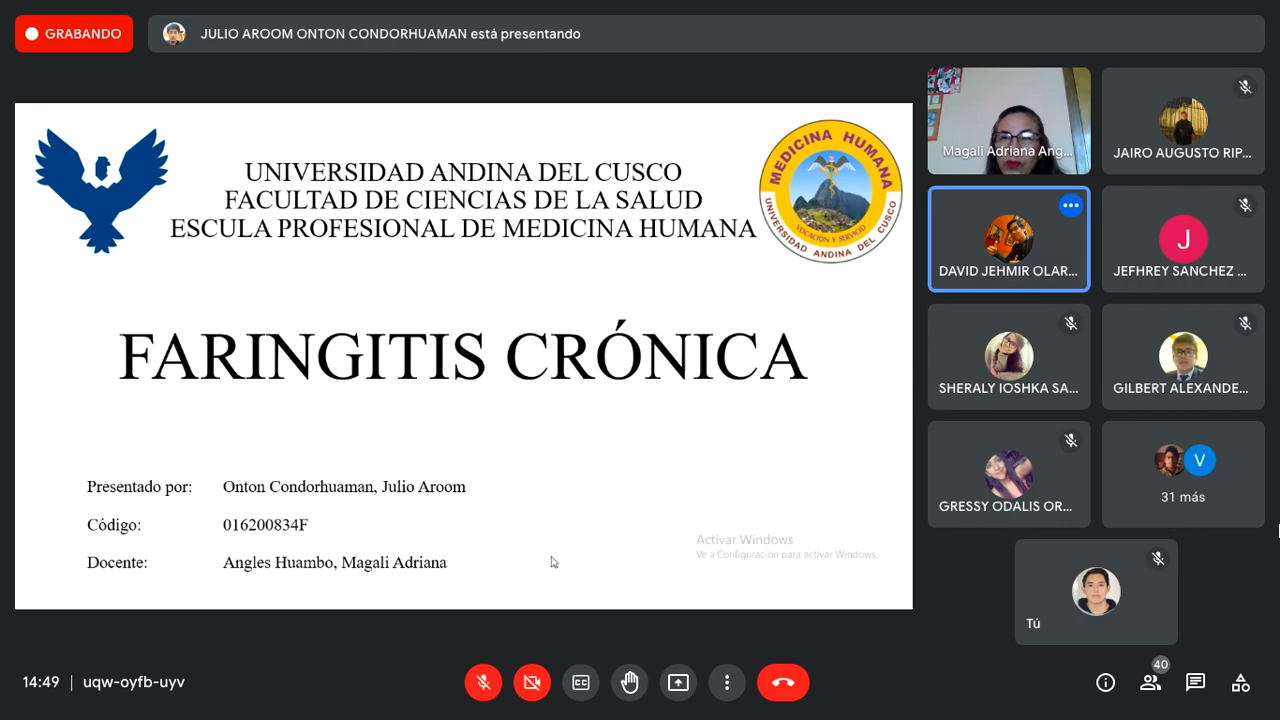 GRABANDO
JULIO AROOM ONTON CONDORHUAMAN está presentando
UNIVERSIDAD ANDINA DEL CUSCO
FACULTAD DE CIENCIAS DE LA SALUD
ESCUELA PROFESIONAL DE MEDICINA HUMANA
MEDICINA HUMANA
VOCACIÓN Y SERVICIO
UNIVERSIDAD ANDINA DEL CUSCO
FARINGITIS CRÓNICA
Presentado por: Onton Condorhuaman, Julio Aroom
Código: 016200834F
Docente: Angles Huambo, Magali Adriana
Activar Windows
Ve a Configuración para activar Windows.
Magali Adriana Ang...
JAIRO AUGUSTO RIP...
DAVID JEHMIR OLAR...
J
JEFHREY SANCHEZ ...
SHERALY IOSHKA SA...
GILBERT ALEXANDE...
GRESSY ODALIS OR...
V
31 más
Tú
14:49 | uqw-oyfb-uyv
CC
40